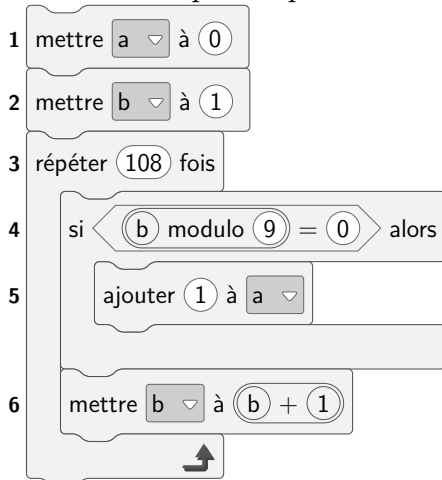 1 mettre a à 0
2 mettre b à 1
3 répéter 108 fois
4 si b modulo 9 = 0 alors
5 ajouter 1 à a
6 mettre b à b + 1